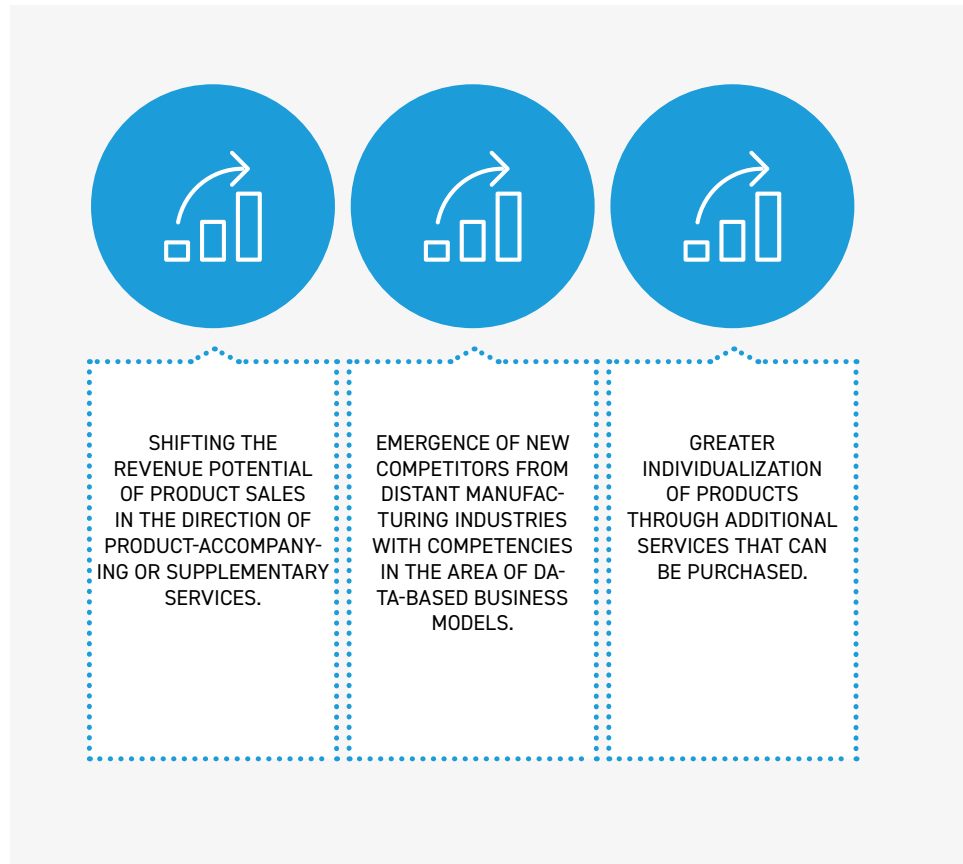 SHIFTING THE
REVENUE POTENTIAL
OF PRODUCT SALES
IN THE DIRECTION OF
PRODUCT-ACCOMPANY-
ING OR SUPPLEMENTARY
SERVICES.
EMERGENCE OF NEW
COMPETITORS FROM
DISTANT MANUFAC-
TURING INDUSTRIES
WITH COMPETENCIES
IN THE AREA OF DA-
TA-BASED BUSINESS
MODELS.
GREATER
INDIVIDUALIZATION
OF PRODUCTS
THROUGH ADDITIONAL
SERVICES THAT CAN
BE PURCHASED.